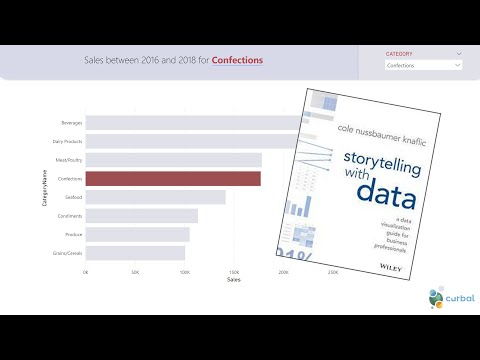 Sales between 2016 and 2018 for Confections
CATEGORY
Confections
Beverages
Dairy Products
Meat/Poultry
Confections
Seafood
Condiments
Produce
Grains/Cereals
CategoryName
0K
50K
100K
150K
200K
250K
Sales
cole nussbaumer knaflic
storytelling
with
data
a data
visualization
guide for
business
professionals
WILEY
91%
curbal